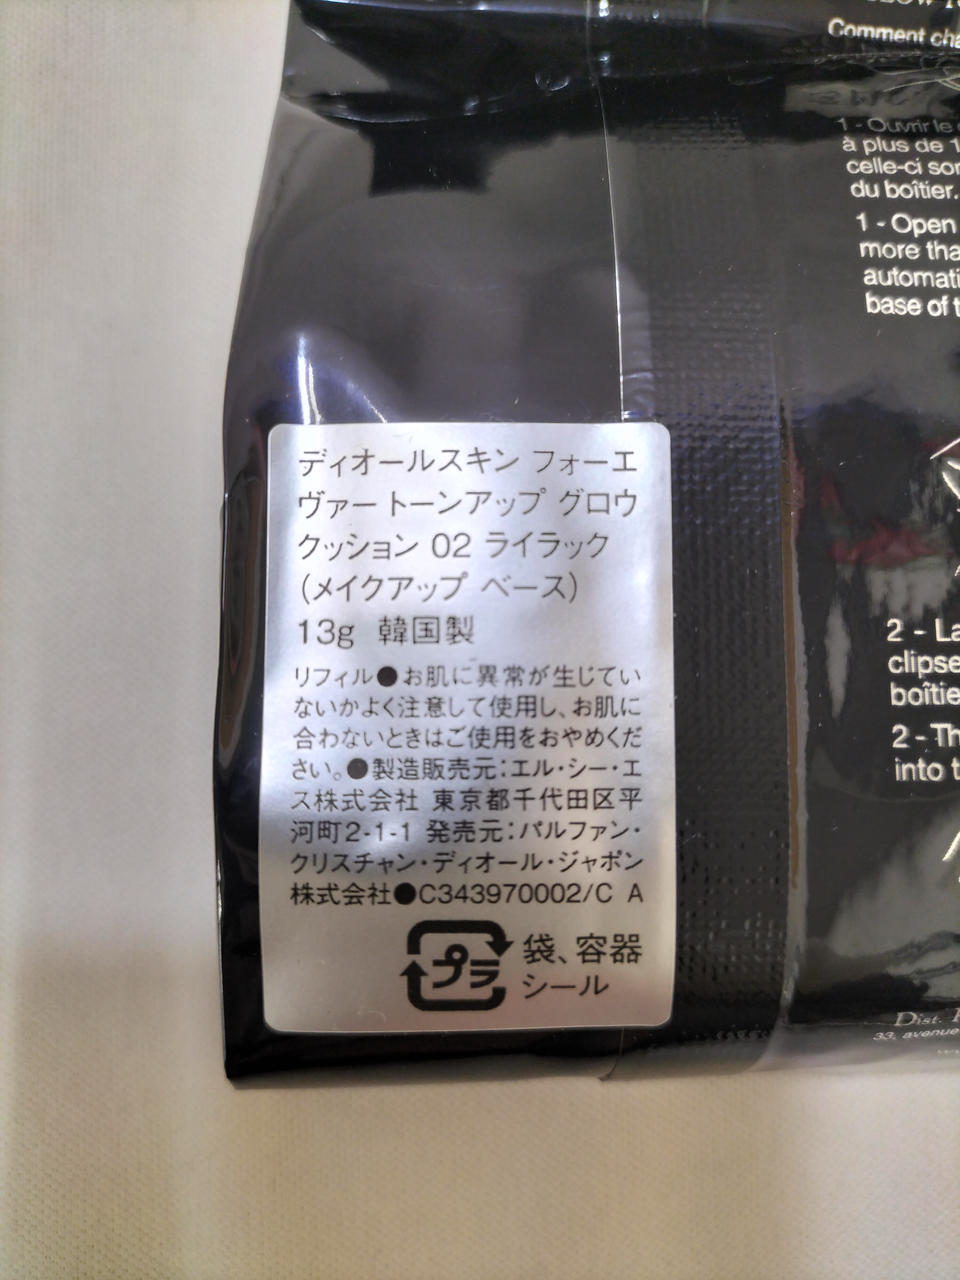 ディオールスキン フォーエ
ヴァー トーンアップ グロウ
クッション 02 ライラック
(メイクアップ ベース)
13g 韓国製
リフィル●お肌に異常が生じてい
ないかよく注意して使用し、お肌に
合わないときはご使用をおやめくだ
さい。●製造販売元:エル・シー・エ
ス株式会社 東京都千代田区平
河町2-1-1 発売元:パルファン・
クリスチャン・ディオール・ジャポン
株式会社●C343970002/C A
プラ
袋、容器
シール
Comment
1 - Ouvrir le
à plus de
celle-ci
du boîtier.
1 - Open
more
base of
2 -
boîtie
2 -
into
Dist.
33, avenue